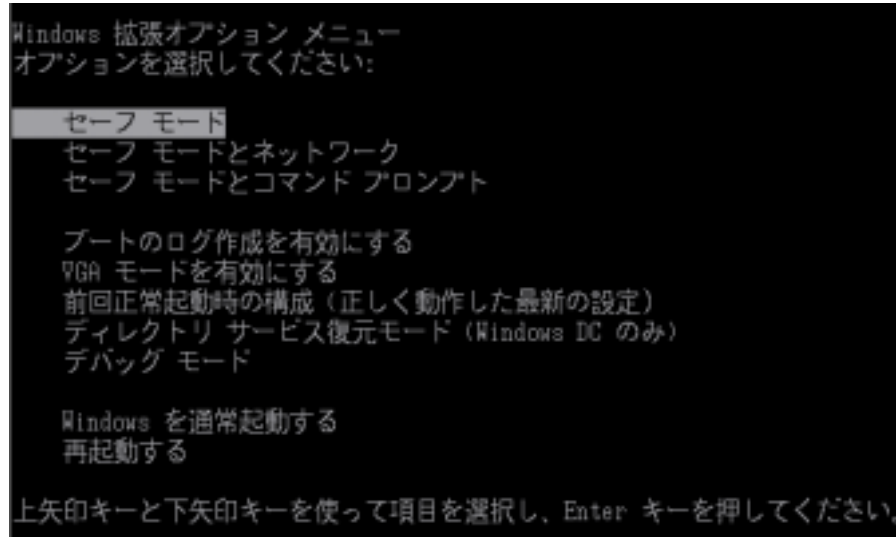 Windows 拡張オプション メニュー
オプションを選択してください:
セーフ モード
セーフ モードとネットワーク
セーフ モードとコマンド プロンプト
ブートのログ作成を有効にする
VGA モードを有効にする
前回正常起動時の構成（正しく動作した最新の設定）
ディレクトリ サービス復元モード（Windows DC のみ）
デバッグ モード
Windows を通常起動する
再起動する
上矢印キーと下矢印キーを使って項目を選択し、Enter キーを押してください.